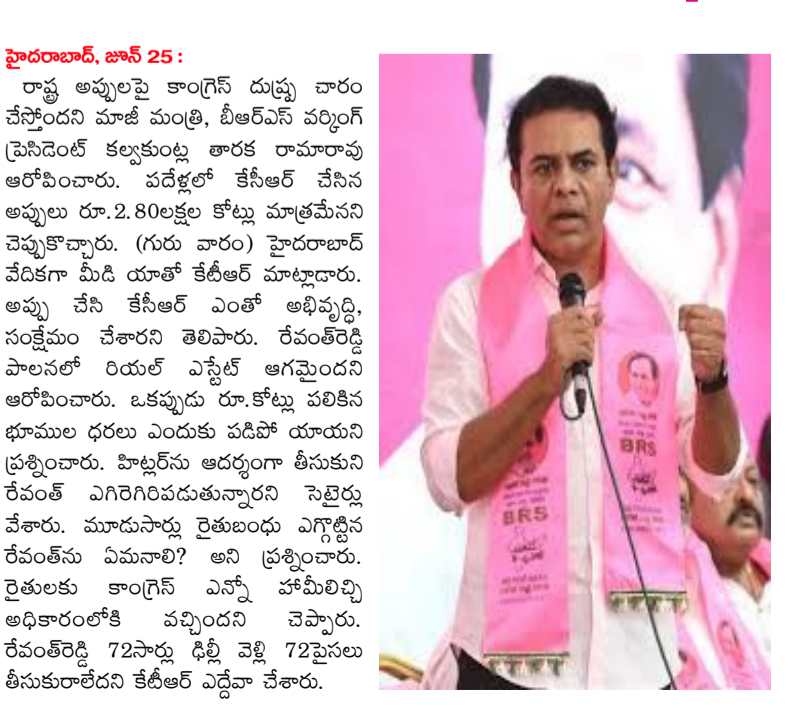 హైదరాబాద్, జూన్ 25 :
రాష్ట్ర అప్పులపై కాంగ్రెస్ దుష్ప్ర చారం
చేస్తోందని మాజీ మంత్రి, బీఆర్ఎస్ వర్కింగ్
ప్రెసిడెంట్ కల్వకుంట్ల తారక రామారావు
ఆరోపించారు. పదేళ్లలో కేసీఆర్ చేసిన
అప్పులు రూ.2.80లక్షల కోట్లు మాత్రమేనని
చెప్పుకొచ్చారు. (గురు వారం) హైదరాబాద్
వేదికగా మీడి యాతో కేటీఆర్ మాట్లాడారు.
అప్పు చేసి కేసీఆర్ ఎంతో అభివృద్ధి,
సంక్షేమం చేశారని తెలిపారు. రేవంత్‌రెడ్డి
పాలనలో రియల్ ఎస్టేట్ ఆగమైందని
ఆరోపించారు. ఒకప్పుడు రూ.కోట్లు పలికిన
భూముల ధరలు ఎందుకు పడిపో యాయని
ప్రశ్నించారు. హిట్లర్‌ను ఆదర్శంగా తీసుకుని
రేవంత్ ఎగిరెగిరిపడుతున్నారని సెటైర్లు
వేశారు. మూడుసార్లు రైతుబంధు ఎగ్గొట్టిన
రేవంత్‌ను ఏమనాలి? అని ప్రశ్నించారు.
రైతులకు కాంగ్రెస్ ఎన్నో హామీలిచ్చి
అధికారంలోకి వచ్చిందని చెప్పారు.
రేవంత్‌రెడ్డి 72సార్లు ఢిల్లీ వెళ్లి 72పైసలు
తీసుకురాలేదని కేటీఆర్ ఎద్దేవా చేశారు.
BRS
BRS